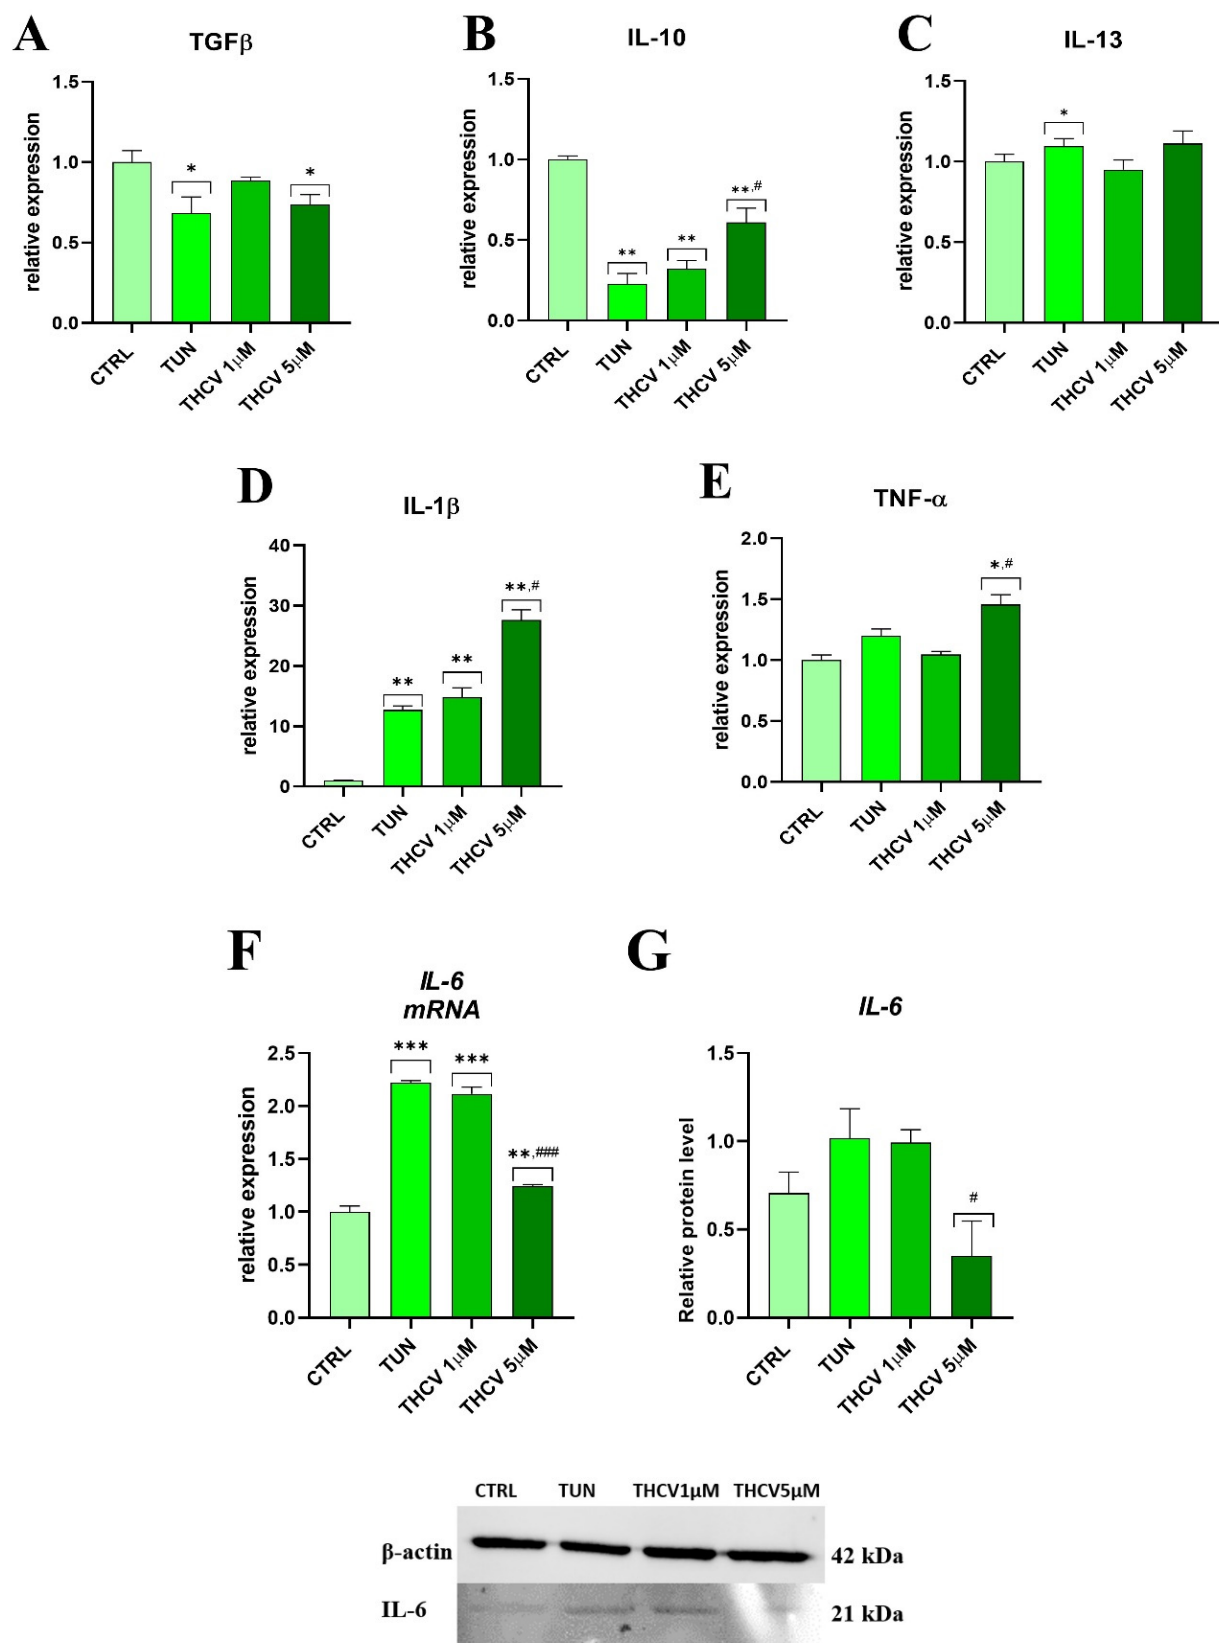 A
TGFβ
relative expression
1.5
1.0
0.5
0.0
*
*
CTRL
TUN
THCV 1μM
THCV 5μM
B
IL-10
relative expression
1.5
1.0
0.5
0.0
**
**
**,#
CTRL
TUN
THCV 1μM
THCV 5μM
C
IL-13
relative expression
1.5
1.0
0.5
0.0
*
CTRL
TUN
THCV 1μM
THCV 5μM
D
IL-1β
relative expression
40
30
20
10
0
**
**
**,#
CTRL
TUN
THCV 1μM
THCV 5μM
E
TNF-α
relative expression
2.0
1.5
1.0
0.5
0.0
*,#
CTRL
TUN
THCV 1μM
THCV 5μM
F
IL-6
mRNA
relative expression
2.5
2.0
1.5
1.0
0.5
0.0
***
***
**,###
CTRL
TUN
THCV 1μM
THCV 5μM
G
IL-6
Relative protein level
1.5
1.0
0.5
0.0
#
CTRL
TUN
THCV 1μM
THCV 5μM
CTRL TUN THCV1μM THCV5μM
β-actin 42 kDa
IL-6 21 kDa